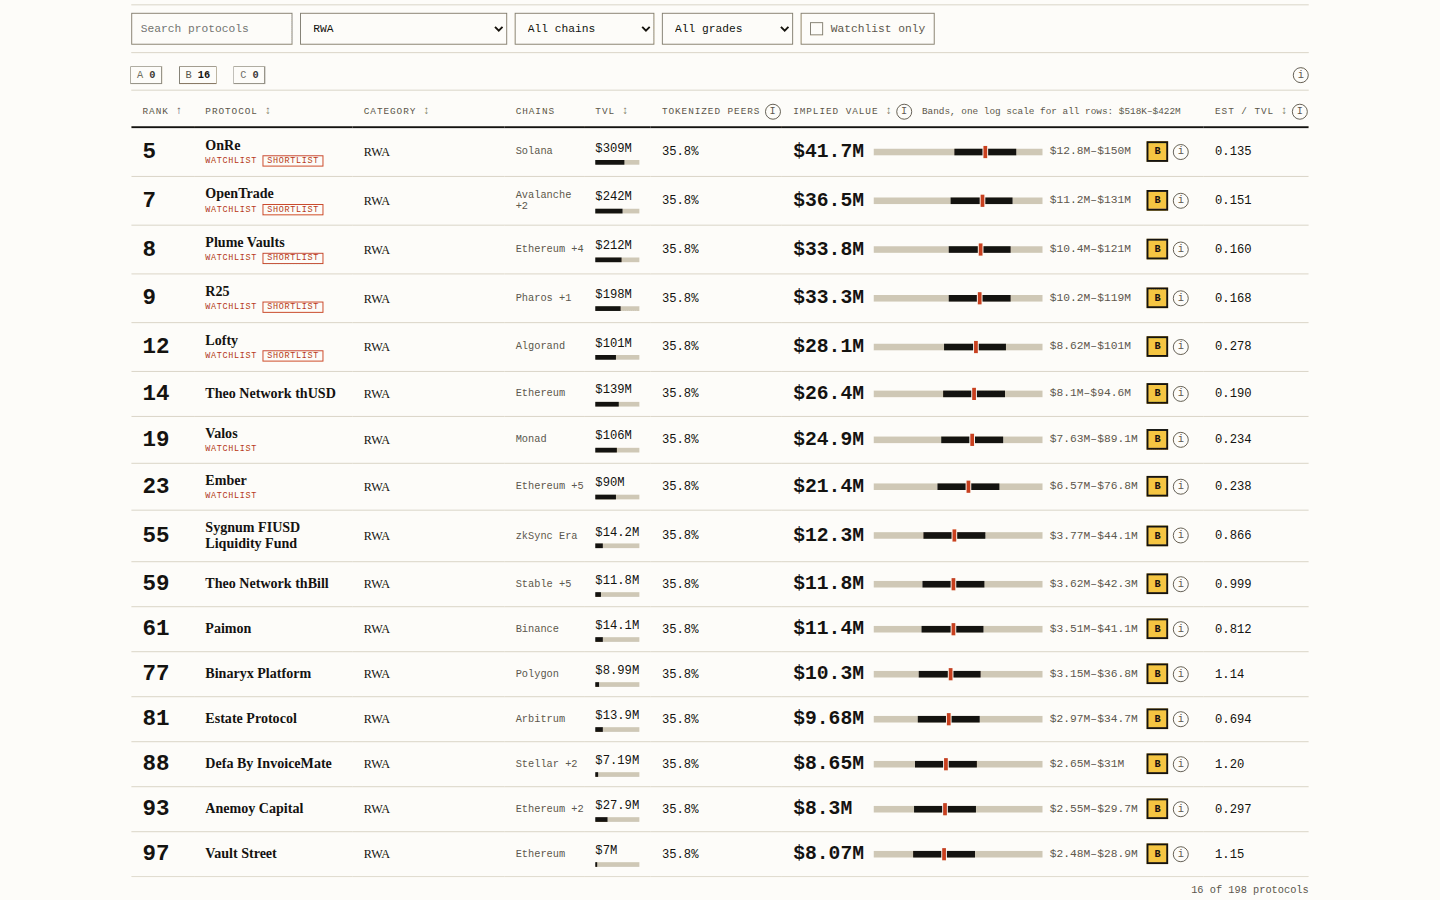 Search protocols RWA All chains All grades Watchlist only
A 0 B 16 C 0 i
RANK ↑ PROTOCOL ↕ CATEGORY ↕ CHAINS TVL ↕ TOKENIZED PEERS I IMPLIED VALUE ↕ I Bands, one log scale for all rows: $518K–$422M EST / TVL ↕ I
5 OnRe RWA Solana $309M 35.8% $41.7M $12.8M–$150M B i 0.135
WATCHLIST SHORTLIST
7 OpenTrade RWA Avalanche $242M 35.8% $36.5M $11.2M–$131M B i 0.151
WATCHLIST SHORTLIST +2
8 Plume Vaults RWA Ethereum +4 $212M 35.8% $33.8M $10.4M–$121M B i 0.160
WATCHLIST SHORTLIST
9 R25 RWA Pharos +1 $198M 35.8% $33.3M $10.2M–$119M B i 0.168
WATCHLIST SHORTLIST
12 Lofty RWA Algorand $101M 35.8% $28.1M $8.62M–$101M B i 0.278
WATCHLIST SHORTLIST
14 Theo Network thUSD RWA Ethereum $139M 35.8% $26.4M $8.1M–$94.6M B i 0.190
19 Valos RWA Monad $106M 35.8% $24.9M $7.63M–$89.1M B i 0.234
WATCHLIST
23 Ember RWA Ethereum +5 $90M 35.8% $21.4M $6.57M–$76.8M B i 0.238
WATCHLIST
55 Sygnum FIUSD RWA zkSync Era $14.2M 35.8% $12.3M $3.77M–$44.1M B i 0.866
Liquidity Fund
59 Theo Network thBill RWA Stable +5 $11.8M 35.8% $11.8M $3.62M–$42.3M B i 0.999
61 Paimon RWA Binance $14.1M 35.8% $11.4M $3.51M–$41.1M B i 0.812
77 Binaryx Platform RWA Polygon $8.99M 35.8% $10.3M $3.15M–$36.8M B i 1.14
81 Estate Protocol RWA Arbitrum $13.9M 35.8% $9.68M $2.97M–$34.7M B i 0.694
88 Defa By InvoiceMate RWA Stellar +2 $7.19M 35.8% $8.65M $2.65M–$31M B i 1.20
93 Anemoy Capital RWA Ethereum +2 $27.9M 35.8% $8.3M $2.55M–$29.7M B i 0.297
97 Vault Street RWA Ethereum $7M 35.8% $8.07M $2.48M–$28.9M B i 1.15
16 of 198 protocols